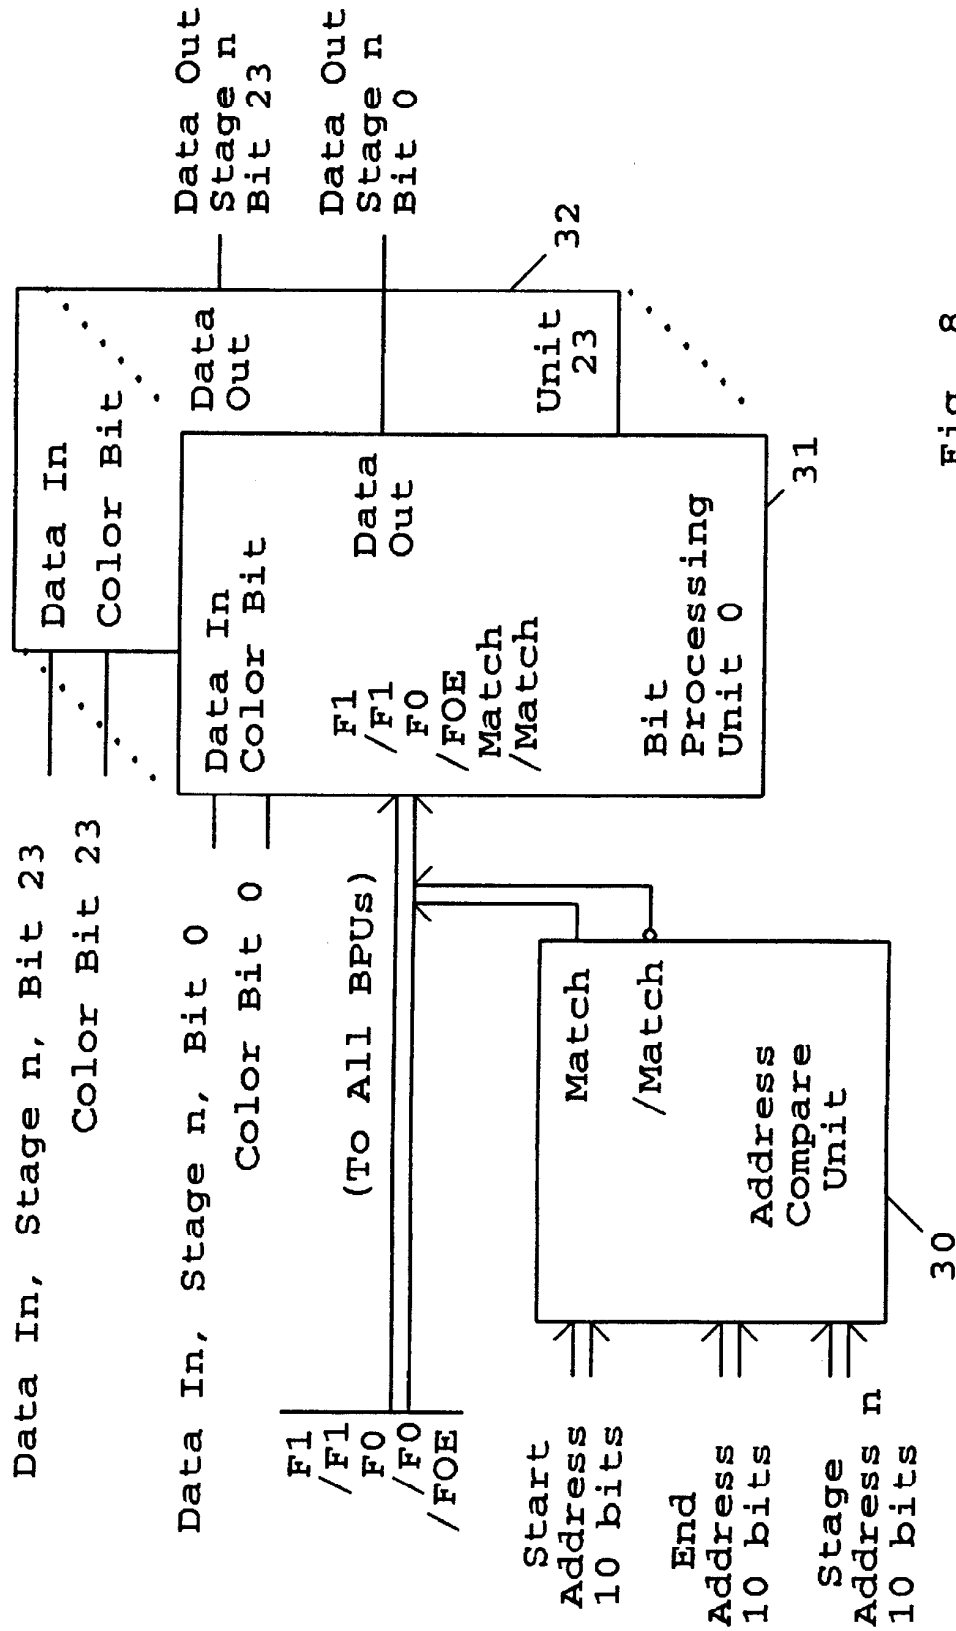 Data In, Stage n, Bit 23
Color Bit 23
Data In, Stage n, Bit 0
Color Bit 0
Data In
Color Bit
Data
Out
Unit
23
32
Data Out
Stage n
Bit 23
Data Out
Stage n
Bit 0
F1
/F1
F0
/F0
/FOE
(To All BPUs)
Data In
Color Bit
F1
/F1
F0
/FOE
Match
/Match
Data
Out
Bit
Processing
Unit 0
31
Start
Address
10 bits
End
Address
10 bits
Stage
Address n
10 bits
Match
/Match
Address
Compare
Unit
30
Fig. 8